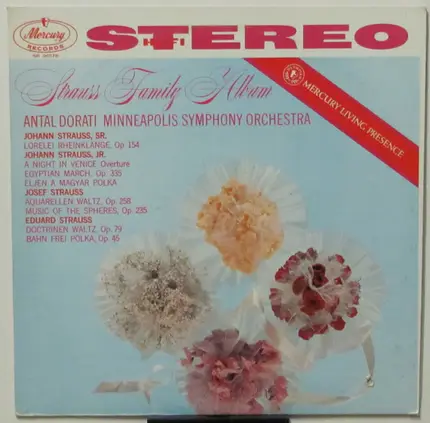 Mercury
RECORDS
STEREO
HI-FI
Strauss Family Album
MERCURY LIVING PRESENCE
ANTAL DORATI MINNEAPOLIS SYMPHONY ORCHESTRA
JOHANN STRAUSS, SR.
LORELEI RHEINKLÄNGE, Op. 154
JOHANN STRAUSS, JR.
A NIGHT IN VENICE Overture
EGYPTIAN MARCH, Op. 335
ELJEN A MAGYAR POLKA
JOSEF STRAUSS
AQUARELLEN WALTZ, Op. 258
MUSIC OF THE SPHERES, Op. 235
EDUARD STRAUSS
DOCTRINEN WALTZ, Op. 79
BAHN FREI POLKA, Op. 45